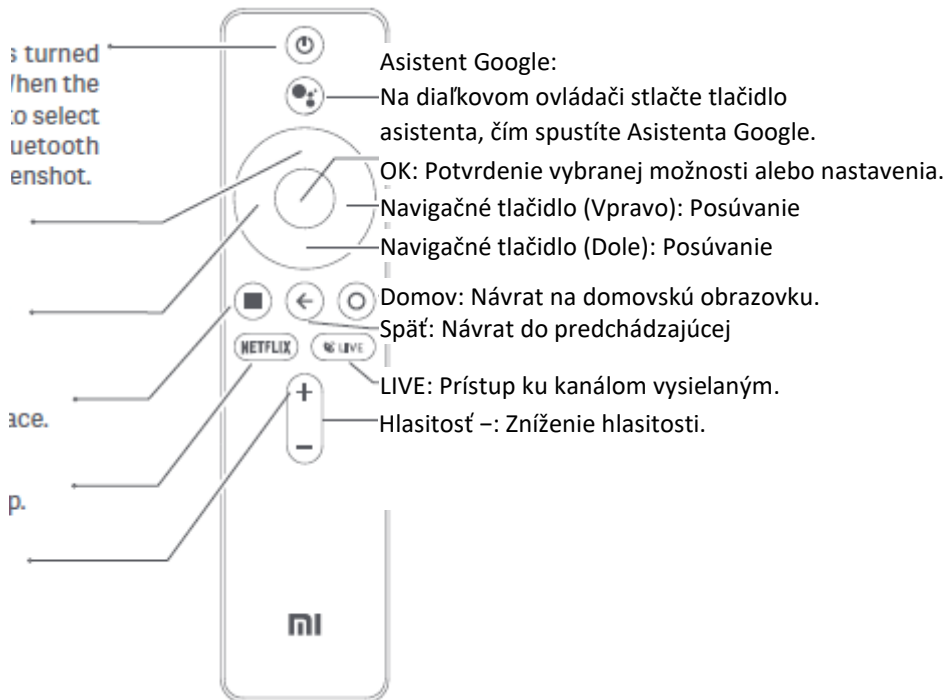 s turned
When the
to select
uetooth
enshot.
ace.
p.
Asistent Google:
Na diaľkovom ovládači stlačte tlačidlo
asistenta, čím spustíte Asistenta Google.
OK: Potvrdenie vybranej možnosti alebo nastavenia.
Navigačné tlačidlo (Vpravo): Posúvanie
Navigačné tlačidlo (Dole): Posúvanie
Domov: Návrat na domovskú obrazovku.
Späť: Návrat do predchádzajúcej
LIVE: Prístup ku kanálom vysielaným.
Hlasitosť −: Zníženie hlasitosti.
NETFLIX
LIVE
+
−
mi